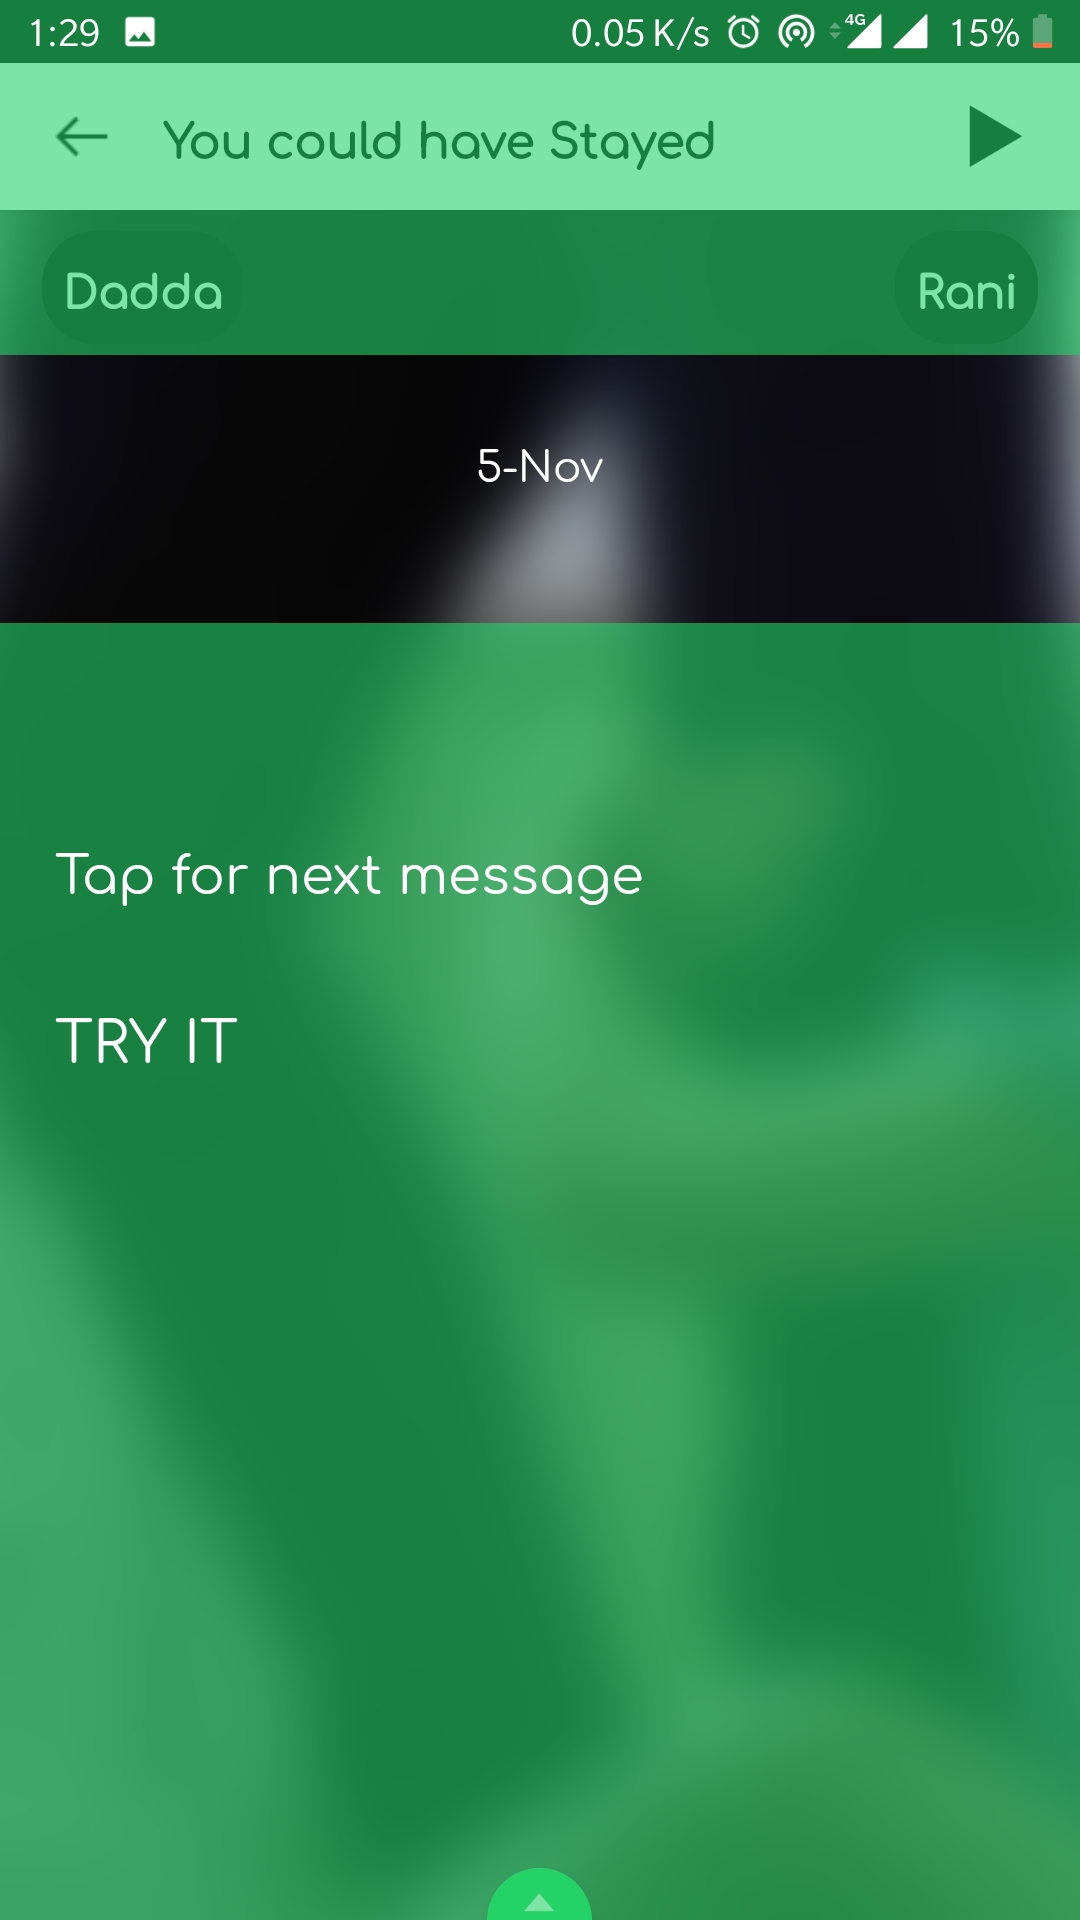 1:29 0.05 K/s 4G 15%
You could have Stayed
Dadda Rani
5-Nov
Tap for next message
TRY IT